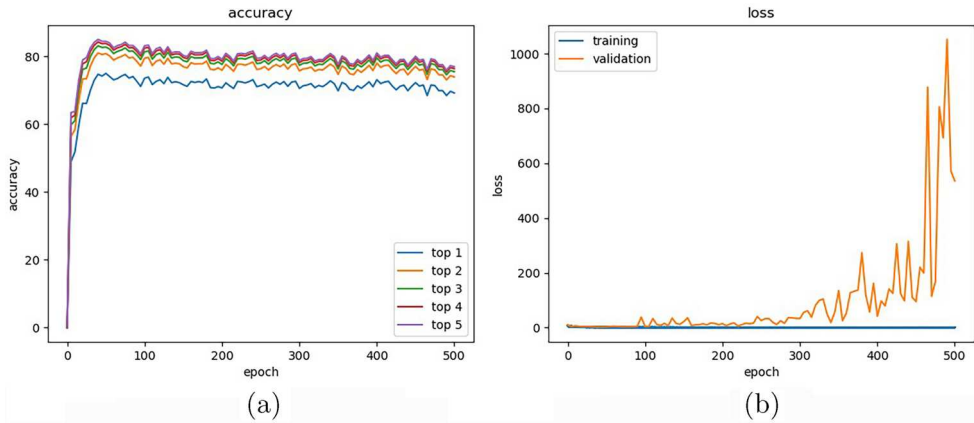 accuracy
accuracy
80
60
40
20
0
top 1
top 2
top 3
top 4
top 5
0 100 200 300 400 500
epoch
(a)
loss
loss
1000
800
600
400
200
0
training
validation
0 100 200 300 400 500
epoch
(b)